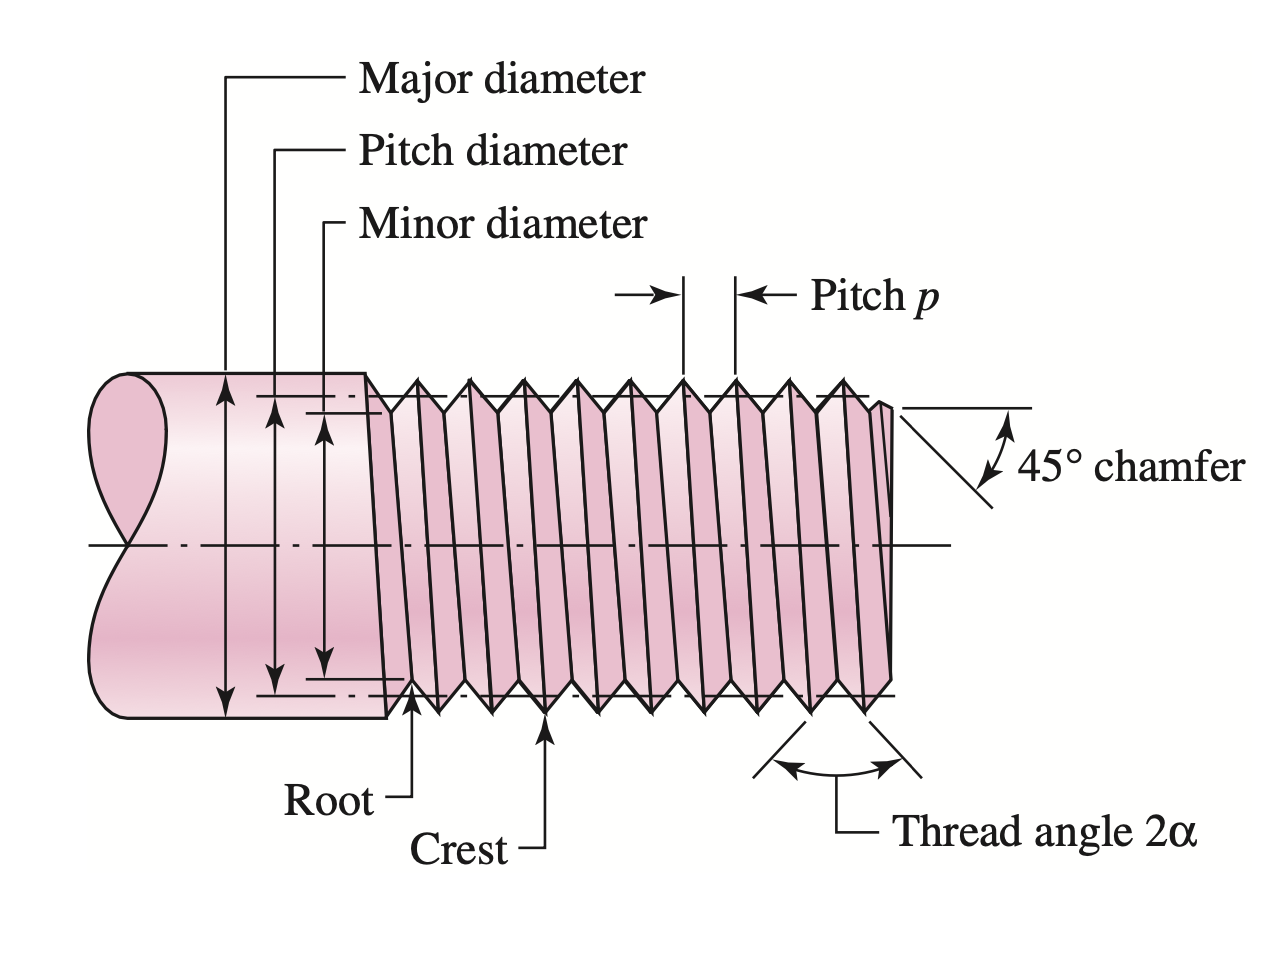 Major diameter
Pitch diameter
Minor diameter
Pitch p
45° chamfer
Root
Crest
Thread angle 2α